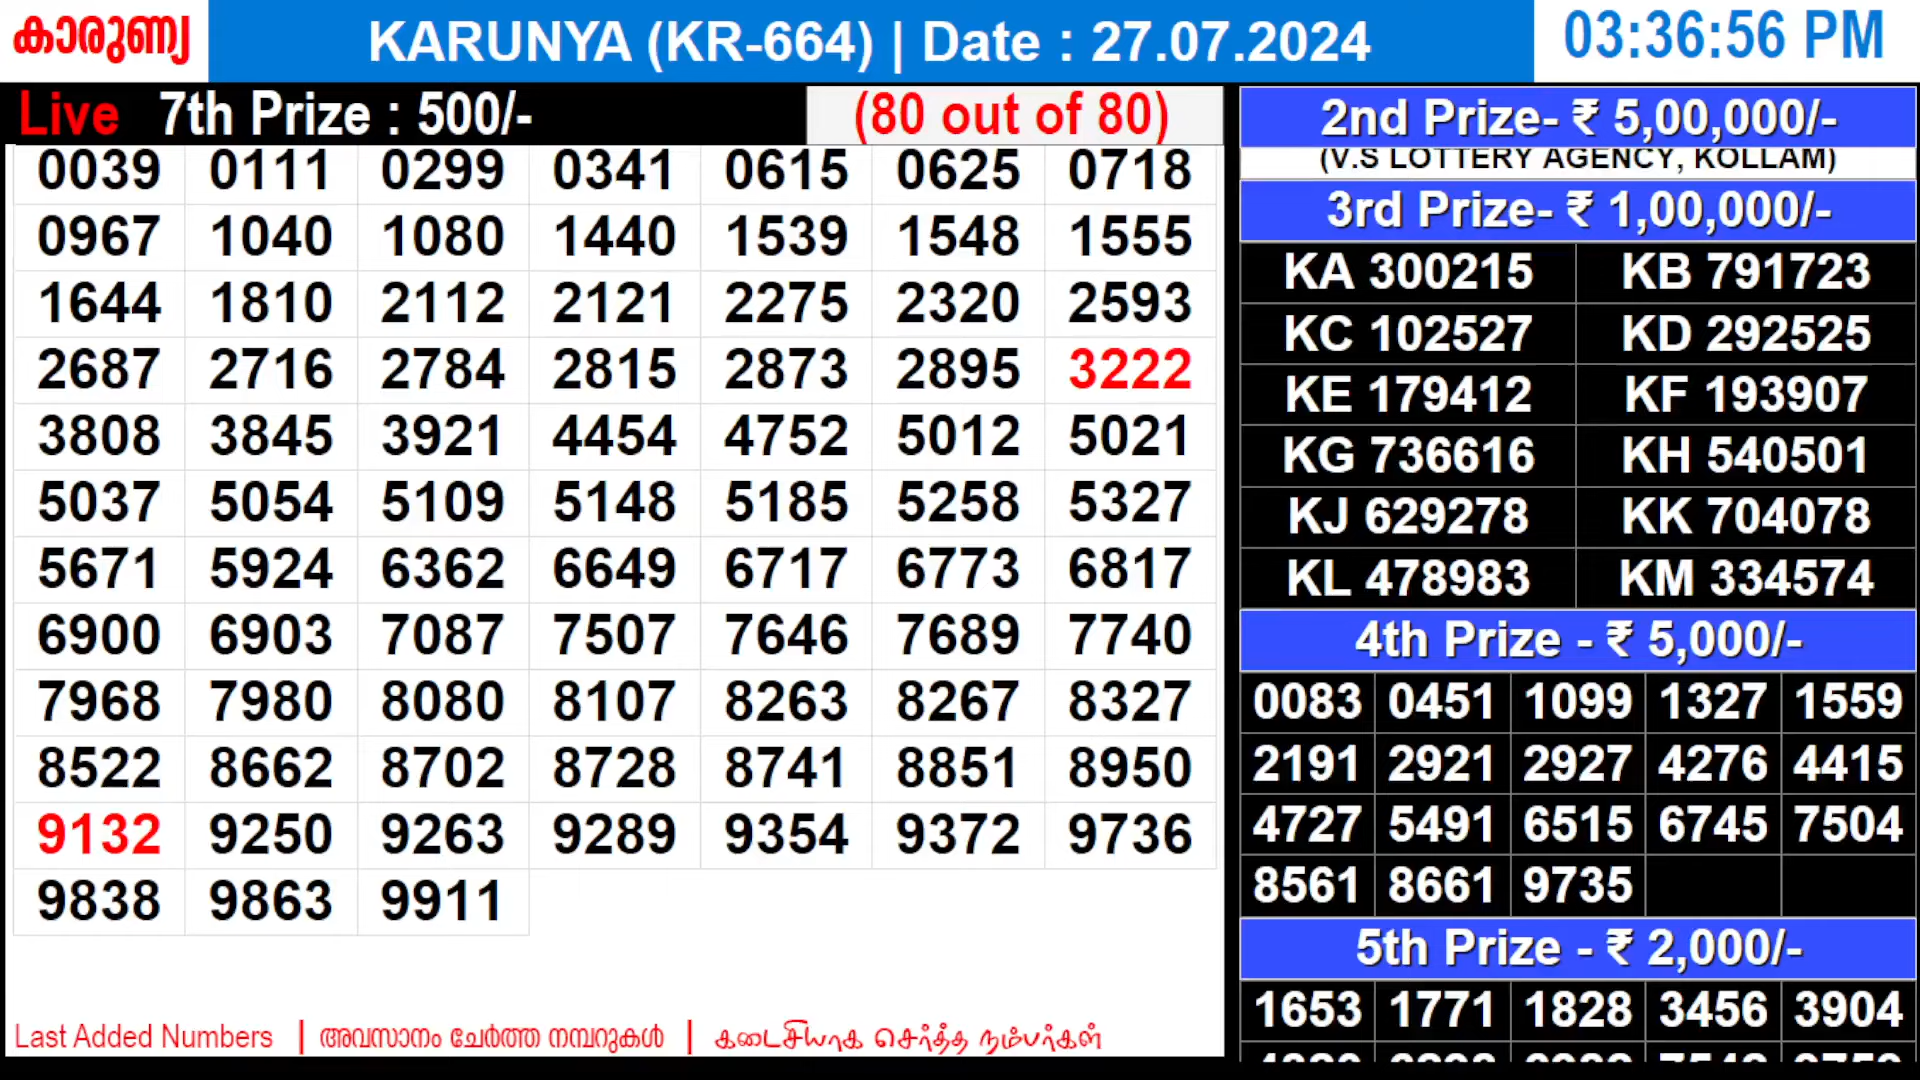 കാരുണ്യ KARUNYA (KR-664) | Date : 27.07.2024 03:36:56 PM
Live 7th Prize : 500/- (80 out of 80)
0039 0111 0299 0341 0615 0625 0718
0967 1040 1080 1440 1539 1548 1555
1644 1810 2112 2121 2275 2320 2593
2687 2716 2784 2815 2873 2895 3222
3808 3845 3921 4454 4752 5012 5021
5037 5054 5109 5148 5185 5258 5327
5671 5924 6362 6649 6717 6773 6817
6900 6903 7087 7507 7646 7689 7740
7968 7980 8080 8107 8263 8267 8327
8522 8662 8702 8728 8741 8851 8950
9132 9250 9263 9289 9354 9372 9736
9838 9863 9911
Last Added Numbers | അവസാനം ചേർത്ത നമ്പറുകൾ | கடைசியாக சேர்த்த நம்பர்கள்
2nd Prize- ₹ 5,00,000/-
(V.S LOTTERY AGENCY, KOLLAM)
3rd Prize- ₹ 1,00,000/-
KA 300215 KB 791723
KC 102527 KD 292525
KE 179412 KF 193907
KG 736616 KH 540501
KJ 629278 KK 704078
KL 478983 KM 334574
4th Prize - ₹ 5,000/-
0083 0451 1099 1327 1559
2191 2921 2927 4276 4415
4727 5491 6515 6745 7504
8561 8661 9735
5th Prize - ₹ 2,000/-
1653 1771 1828 3456 3904